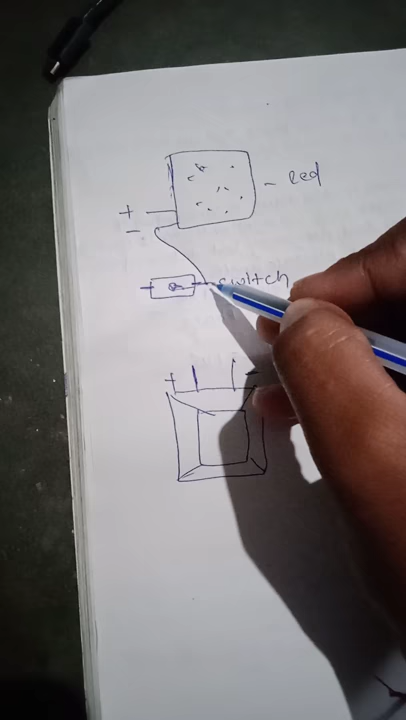 - led
+
-
switch
+ -